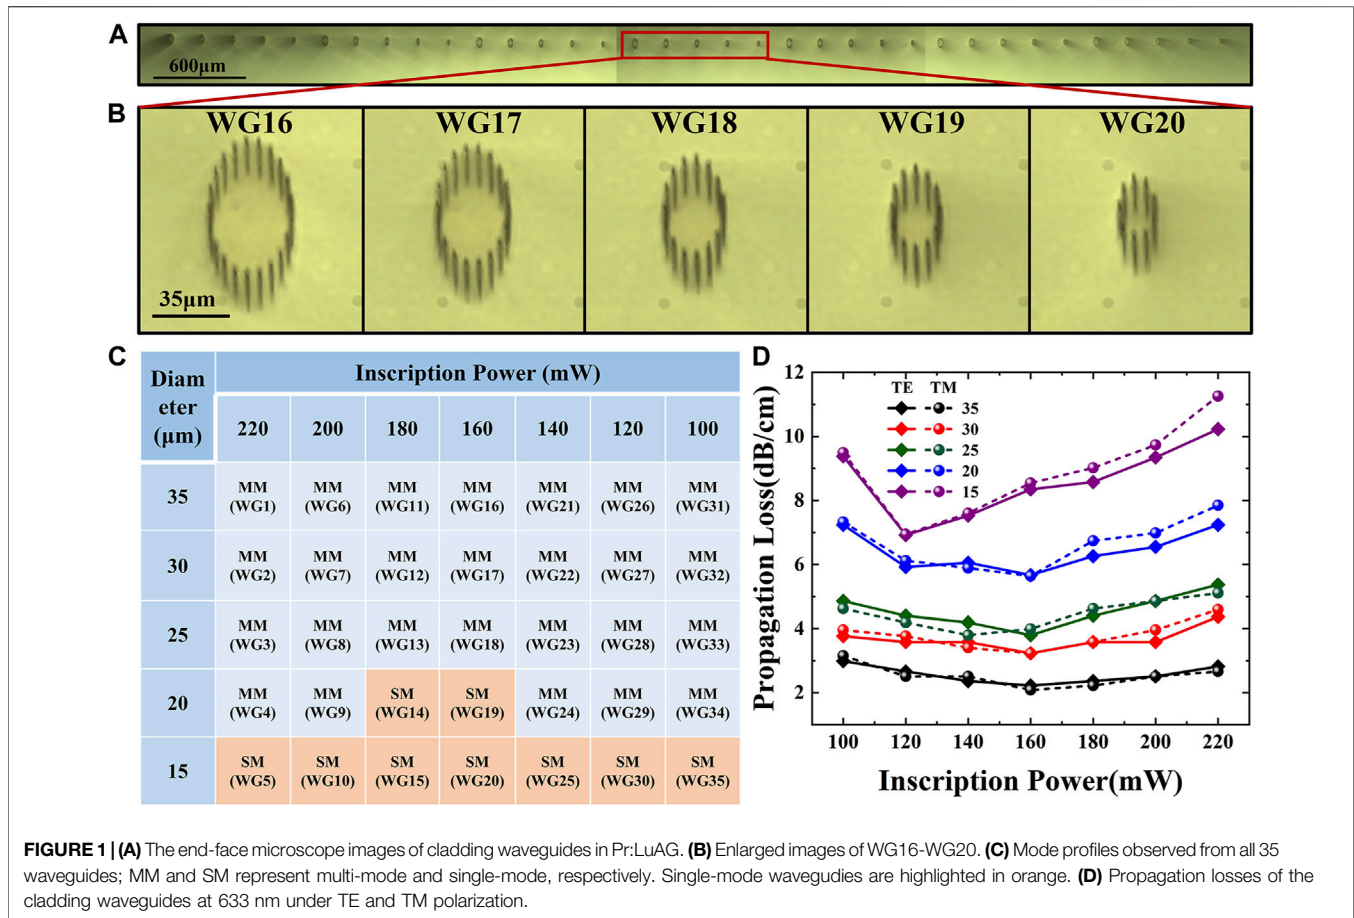 A
600μm
B
WG16 WG17 WG18 WG19 WG20
35μm
C
Diam
eter
(μm)
Inscription Power (mW)
220 200 180 160 140 120 100
35
MM MM MM MM MM MM MM
(WG1) (WG6) (WG11) (WG16) (WG21) (WG26) (WG31)
30
MM MM MM MM MM MM MM
(WG2) (WG7) (WG12) (WG17) (WG22) (WG27) (WG32)
25
MM MM MM MM MM MM MM
(WG3) (WG8) (WG13) (WG18) (WG23) (WG28) (WG33)
20
MM MM SM SM MM MM MM
(WG4) (WG9) (WG14) (WG19) (WG24) (WG29) (WG34)
15
SM SM SM SM SM SM SM
(WG5) (WG10) (WG15) (WG20) (WG25) (WG30) (WG35)
D
Propagation Loss(dB/cm)
12
10
8
6
4
2
TE TM
35
30
25
20
15
100 120 140 160 180 200 220
Inscription Power(mW)
FIGURE 1 | (A) The end-face microscope images of cladding waveguides in Pr:LuAG. (B) Enlarged images of WG16-WG20. (C) Mode profiles observed from all 35
waveguides; MM and SM represent multi-mode and single-mode, respectively. Single-mode wavegudies are highlighted in orange. (D) Propagation losses of the
cladding waveguides at 633 nm under TE and TM polarization.